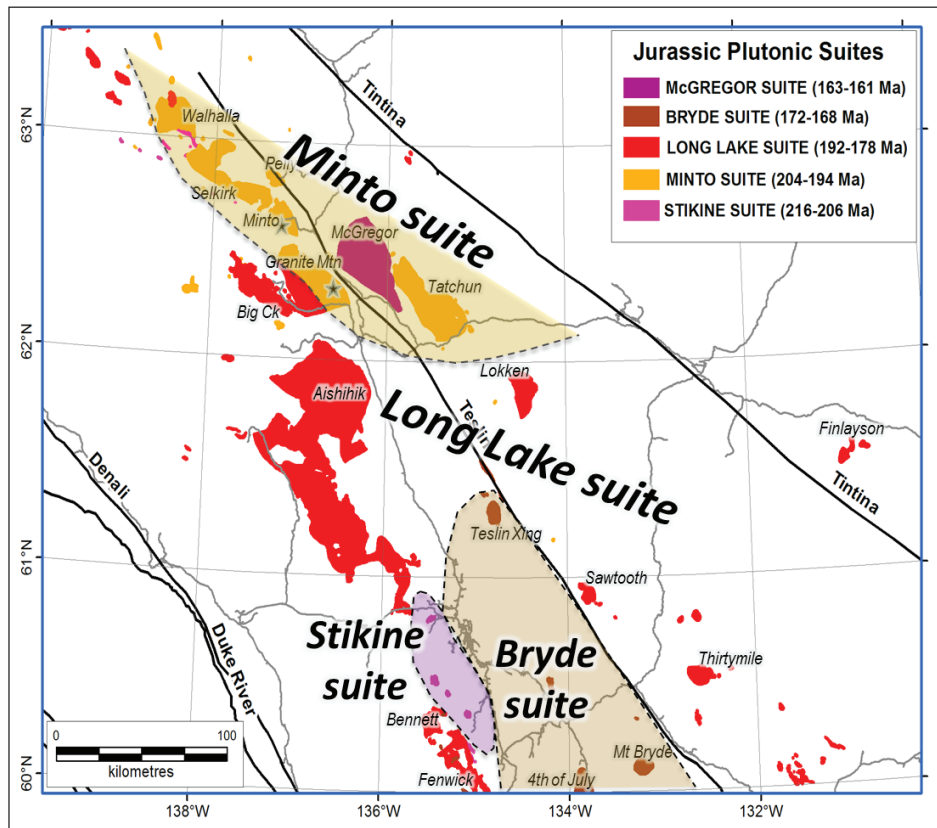 Jurassic Plutonic Suites
McGREGOR SUITE (163-161 Ma)
BRYDE SUITE (172-168 Ma)
LONG LAKE SUITE (192-178 Ma)
MINTO SUITE (204-194 Ma)
STIKINE SUITE (216-206 Ma)
136°W
134°W
132°W
63°N
62°N
61°N
60°N
Tintina
Walhalla
Minto suite
Pelly
Selkirk
Minto
McGregor
Granite Mtn
Tatchun
Big Ck
Lokken
Aishihik
Teslin
Long Lake suite
Finlayson
Tintina
Denali
Teslin Xing
Sawtooth
Duke River
Stikine
suite
Bryde
suite
Thirtymile
Bennett
Mt Bryde
Fenwick
4th of July
0
100
kilometres
138°W
136°W
134°W
132°W